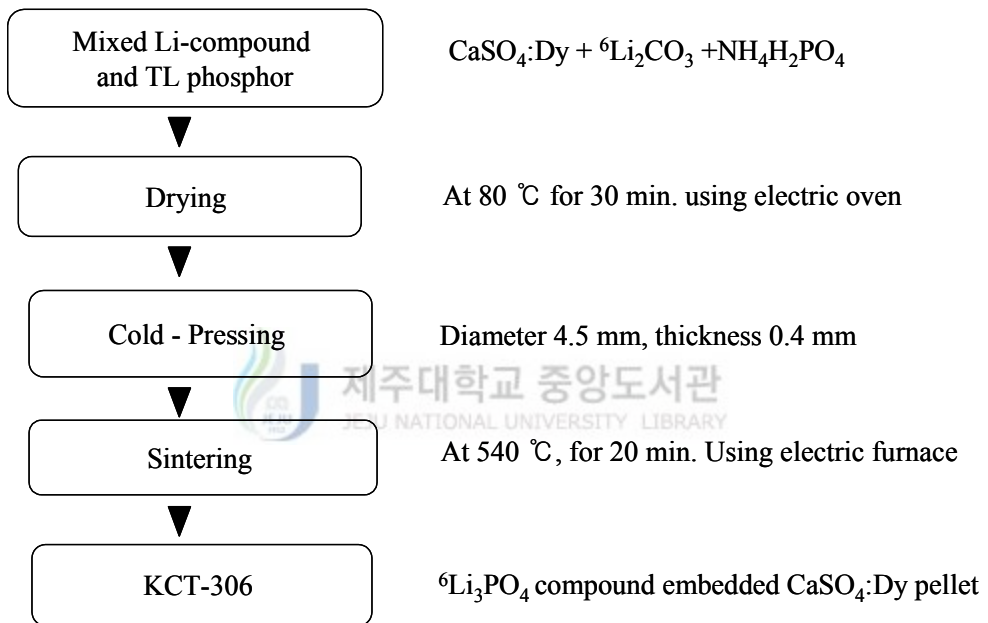 Mixed Li-compound
and TL phosphor
CaSO₄:Dy + ⁶Li₂CO₃ +NH₄H₂PO₄
Drying
At 80 ℃ for 30 min. using electric oven
Cold - Pressing
Diameter 4.5 mm, thickness 0.4 mm
제주대학교 중앙도서관
JEJU NATIONAL UNIVERSITY LIBRARY
Sintering
At 540 ℃, for 20 min. Using electric furnace
KCT-306
⁶Li₃PO₄ compound embedded CaSO₄:Dy pellet